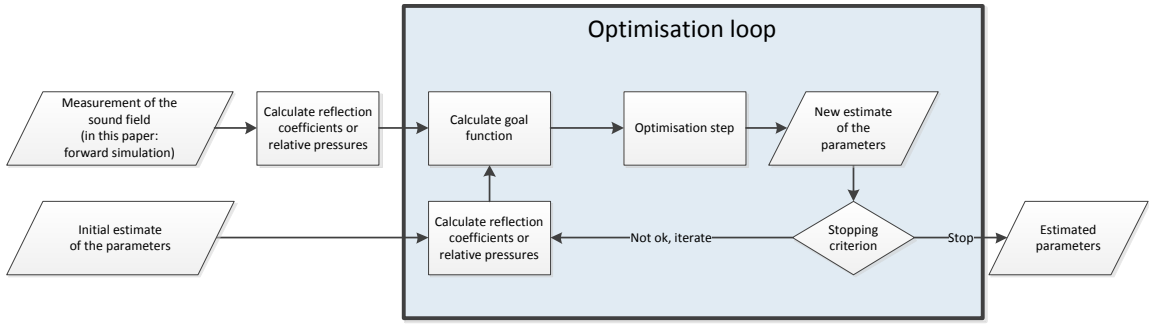 Optimisation loop
Measurement of the
sound field
(in this paper:
forward simulation)
Calculate reflection
coefficients or
relative pressures
Calculate goal
function
Optimisation step
New estimate
of the
parameters
Initial estimate
of the parameters
Calculate reflection
coefficients or
relative pressures
Not ok, iterate
Stopping
criterion
Stop
Estimated
parameters